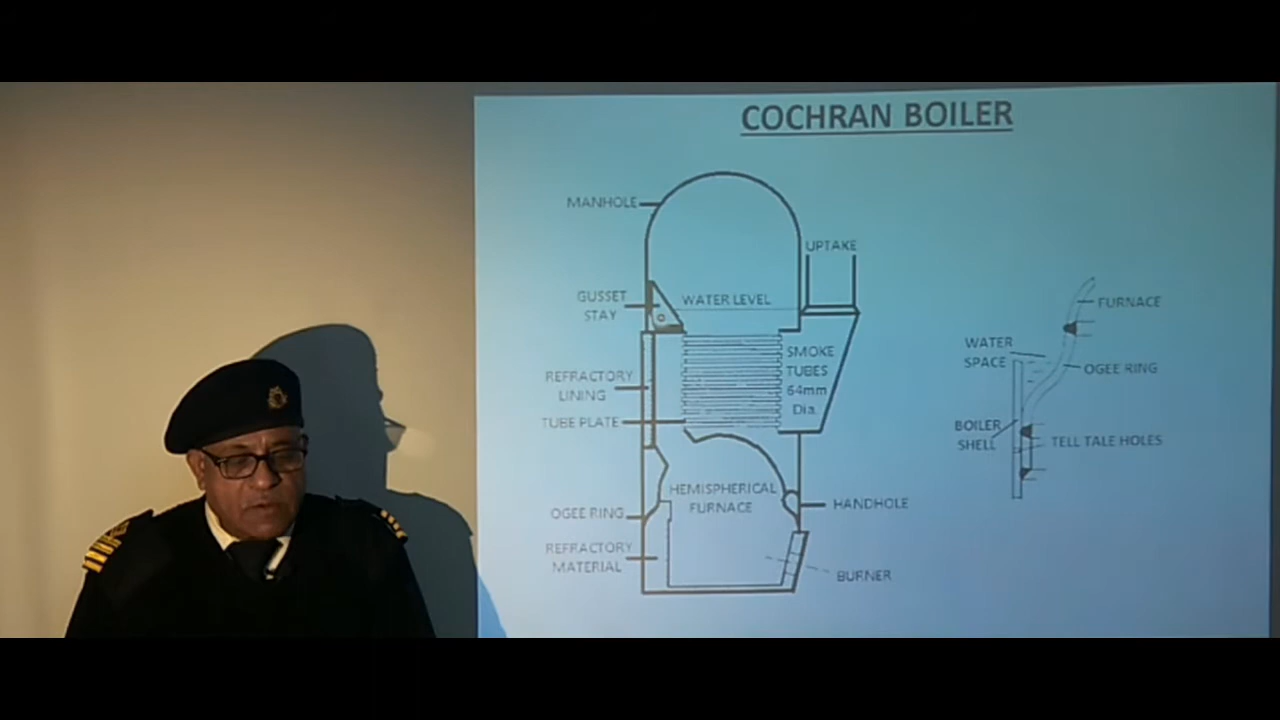 COCHRAN BOILER
MANHOLE
UPTAKE
GUSSET
STAY
WATER LEVEL
SMOKE
TUBES
64mm
Dia.
REFRACTORY
LINING
TUBE PLATE
HEMISPHERICAL
FURNACE
OGEE RING
HANDHOLE
REFRACTORY
MATERIAL
BURNER
FURNACE
WATER
SPACE
OGEE RING
BOILER
SHELL
TELL TALE HOLES